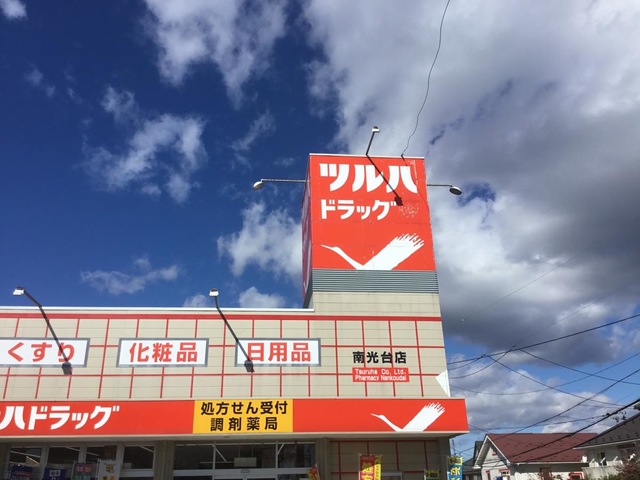 ツルハ
ドラッグ
くすり
化粧品
日用品
南光台店
Tsuruha Co. Ltd.
Pharmacy Nankoudai
ハドラッグ
処方せん受付
調剤薬局